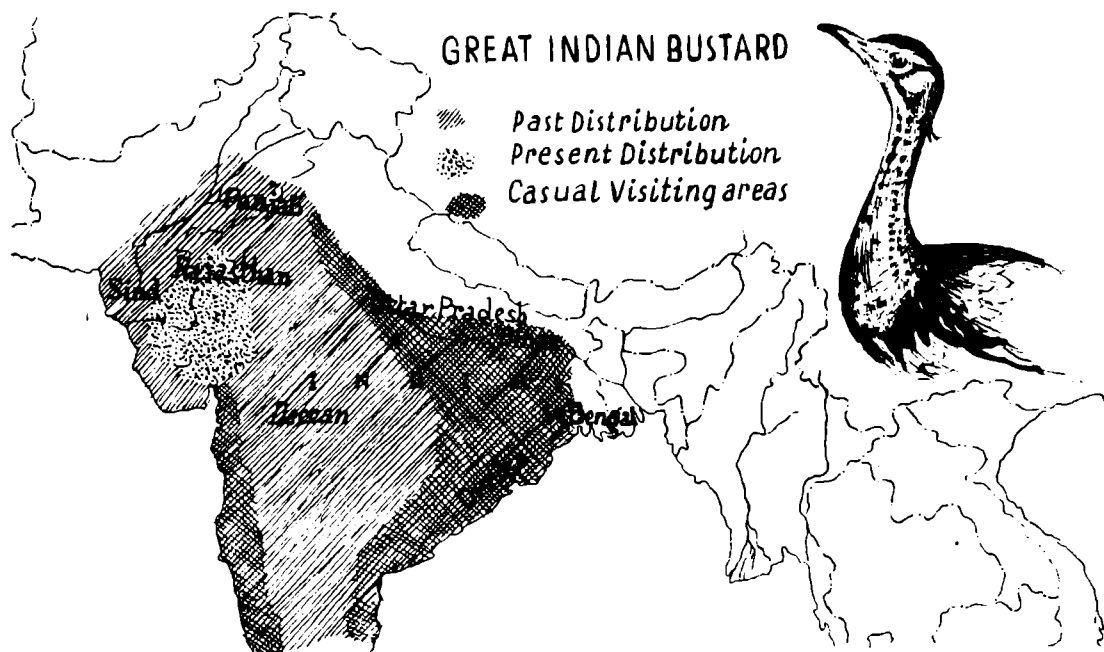 GREAT INDIAN BUSTARD
Past Distribution
Present Distribution
Casual Visiting areas
Punjab
Rajasthan
Sind
Uttar Pradesh
I N D I A
Deccan
Bengal